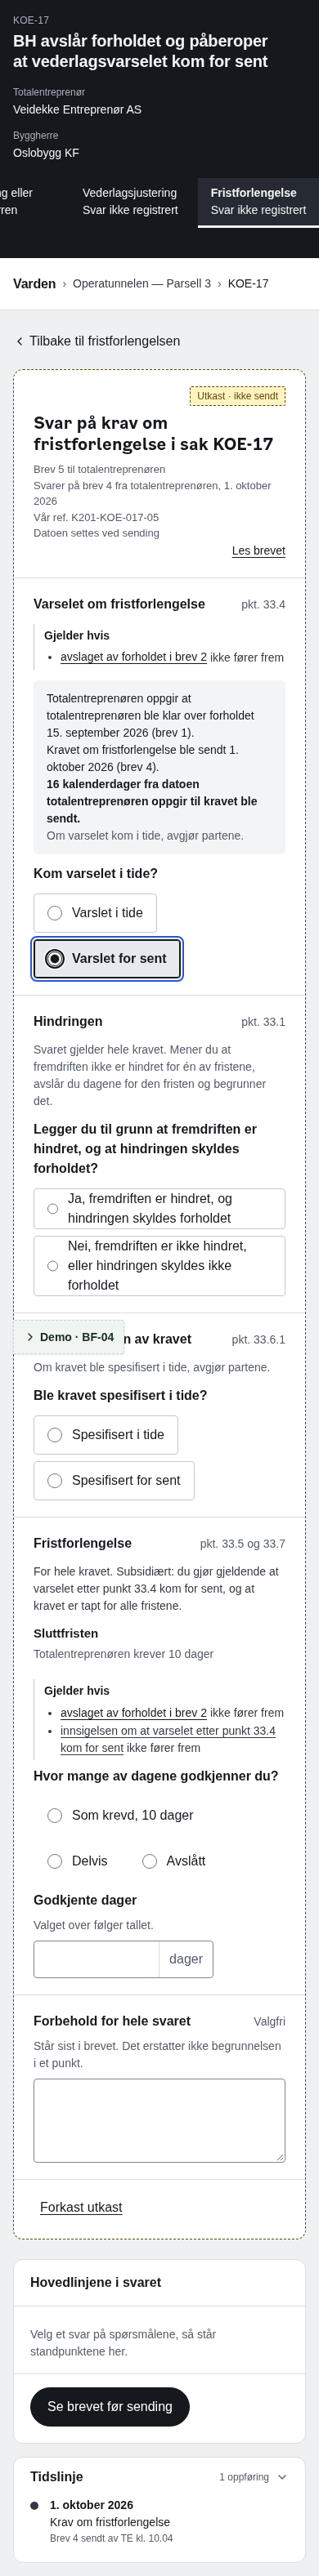 KOE-17
BH avslår forholdet og påberoper
at vederlagsvarselet kom for sent
Totalentreprenør
Veidekke Entreprenør AS
Byggherre
Oslobygg KF
eller
Vederlagsjustering
Svar ikke registrert
Fristforlengelse
Svar ikke registrert
Varden › Operatunnelen — Parsell 3 › KOE-17
Tilbake til fristforlengelsen
Utkast · ikke sendt
Svar på krav om
fristforlengelse i sak KOE-17
Brev 5 til totalentreprenøren
Svarer på brev 4 fra totalentreprenøren, 1. oktober
2026
Vår ref. K201-KOE-017-05
Datoen settes ved sending
Les brevet
Varselet om fristforlengelse pkt. 33.4
Gjelder hvis
• avslaget av forholdet i brev 2 ikke fører frem
Totalentreprenøren oppgir at
totalentreprenøren ble klar over forholdet
15. september 2026 (brev 1).
Kravet om fristforlengelse ble sendt 1.
oktober 2026 (brev 4).
16 kalenderdager fra datoen
totalentreprenøren oppgir til kravet ble
sendt.
Om varselet kom i tide, avgjør partene.
Kom varselet i tide?
Varslet i tide
Varslet for sent
Hindringen pkt. 33.1
Svaret gjelder hele kravet. Mener du at
fremdriften ikke er hindret for én av fristene,
avslår du dagene for den fristen og begrunner
det.
Legger du til grunn at fremdriften er
hindret, og at hindringen skyldes
forholdet?
Ja, fremdriften er hindret, og
hindringen skyldes forholdet
Nei, fremdriften er ikke hindret,
eller hindringen skyldes ikke
forholdet
Demo · BF-04
av kravet pkt. 33.6.1
Om kravet ble spesifisert i tide, avgjør partene.
Ble kravet spesifisert i tide?
Spesifisert i tide
Spesifisert for sent
Fristforlengelse pkt. 33.5 og 33.7
For hele kravet. Subsidiært: du gjør gjeldende at
varselet etter punkt 33.4 kom for sent, og at
kravet er tapt for alle fristene.
Sluttfristen
Totalentreprenøren krever 10 dager
Gjelder hvis
• avslaget av forholdet i brev 2 ikke fører frem
• innsigelsen om at varselet etter punkt 33.4
kom for sent ikke fører frem
Hvor mange av dagene godkjenner du?
Som krevd, 10 dager
Delvis
Avslått
Godkjente dager
Valget over følger tallet.
dager
Forbehold for hele svaret Valgfri
Står sist i brevet. Det erstatter ikke begrunnelsen
i et punkt.
Forkast utkast
Hovedlinjene i svaret
Velg et svar på spørsmålene, så står
standpunktene her.
Se brevet før sending
Tidslinje 1 oppføring
1. oktober 2026
Krav om fristforlengelse
Brev 4 sendt av TE kl. 10.04